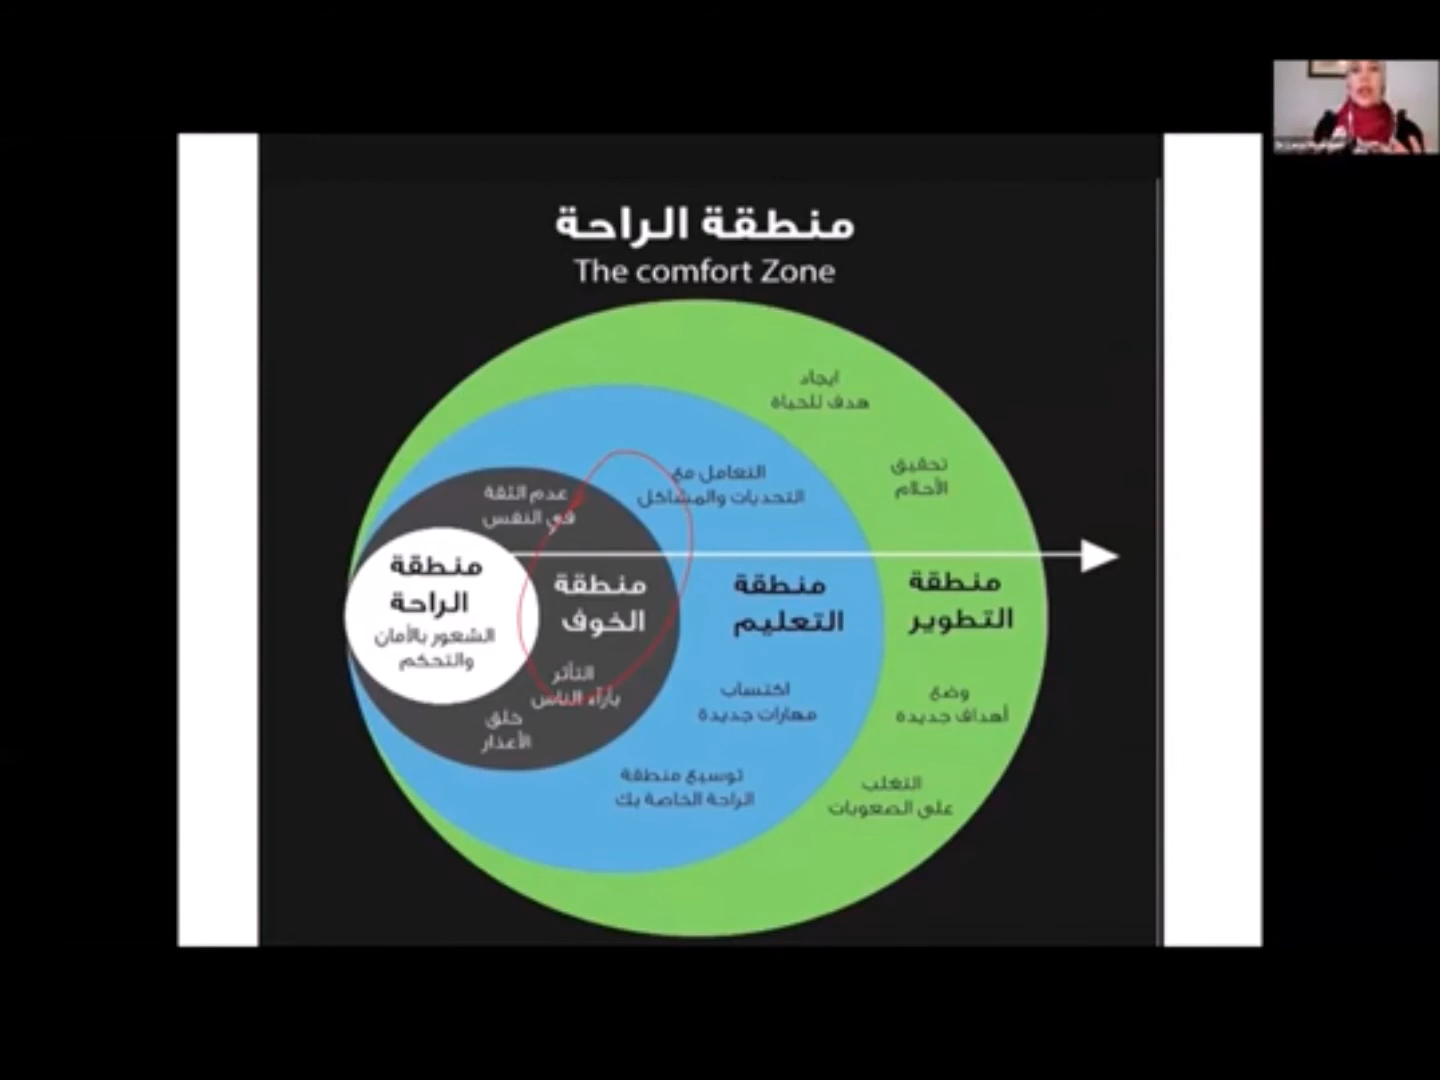 منطقة الراحة
The comfort Zone
ايجاد
هدف للحياة
تحقيق
الأحلام
التعامل مع
التحديات والمشاكل
عدم الثقة
في النفس
منطقة
الراحة
الشعور بالأمان
والتحكم
منطقة
الخوف
التأثر
بآراء الناس
خلق
الأعذار
منطقة
التعليم
اكتساب
مهارات جديدة
توسيع منطقة
الراحة الخاصة بك
منطقة
التطوير
وضع
أهداف جديدة
التغلب
على الصعوبات